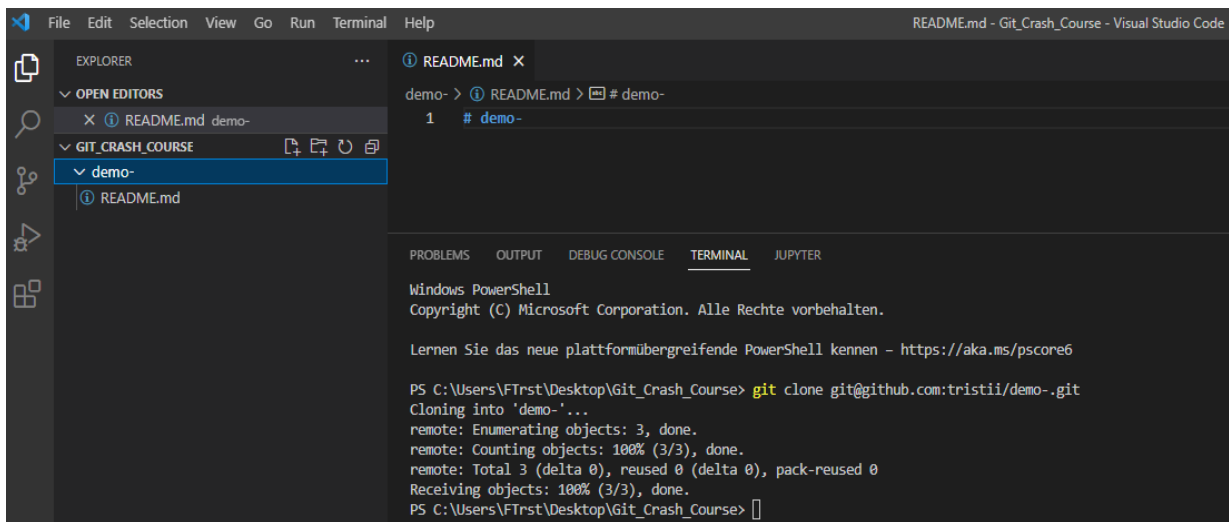 File Edit Selection View Go Run Terminal Help README.md - Git_Crash_Course - Visual Studio Code
EXPLORER ...
OPEN EDITORS
README.md demo-
GIT_CRASH_COURSE
demo-
README.md
README.md
demo- > README.md > # demo-
1 # demo-
PROBLEMS OUTPUT DEBUG CONSOLE TERMINAL JUPYTER
Windows PowerShell
Copyright (C) Microsoft Corporation. Alle Rechte vorbehalten.
Lernen Sie das neue plattformübergreifende PowerShell kennen – https://aka.ms/pscore6
PS C:\Users\FTrst\Desktop\Git_Crash_Course> git clone git@github.com:tristii/demo-.git
Cloning into 'demo-'...
remote: Enumerating objects: 3, done.
remote: Counting objects: 100% (3/3), done.
remote: Total 3 (delta 0), reused 0 (delta 0), pack-reused 0
Receiving objects: 100% (3/3), done.
PS C:\Users\FTrst\Desktop\Git_Crash_Course>